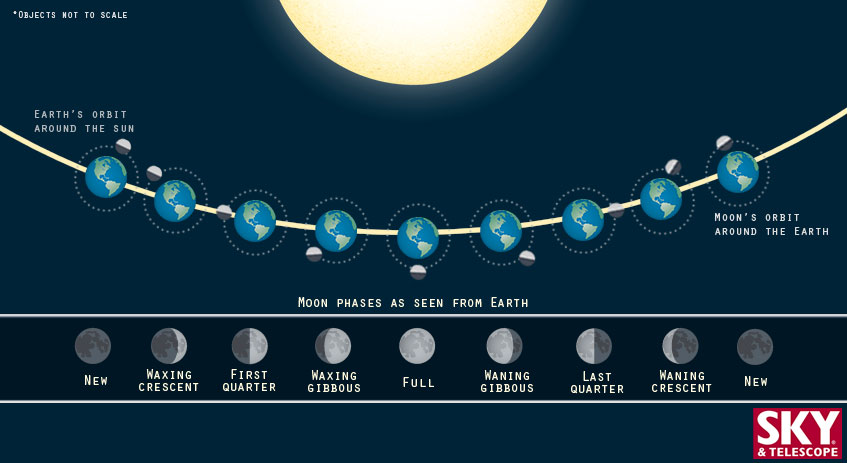 *Objects not to scale
Earth's orbit
around the sun
Moon's orbit
around the Earth
Moon phases as seen from Earth
New
Waxing
crescent
First
quarter
Waxing
gibbous
Full
Waning
gibbous
Last
quarter
Waning
crescent
New
SKY
& TELESCOPE